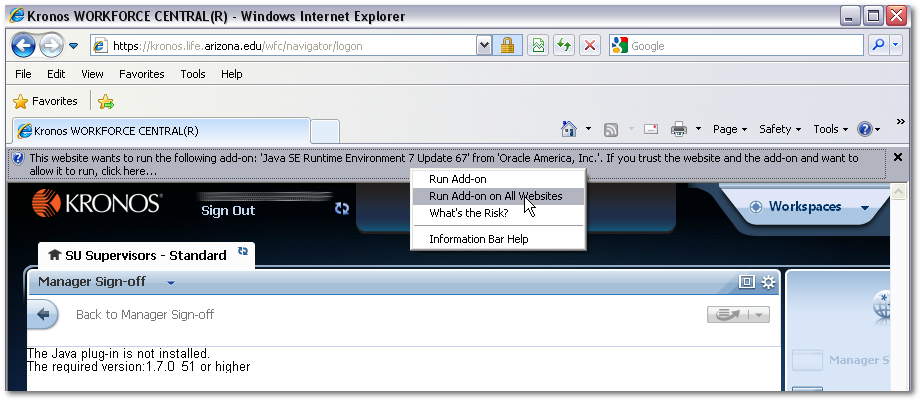 Kronos WORKFORCE CENTRAL(R) - Windows Internet Explorer
https://kronos.life.arizona.edu/wfc/navigator/logon
Google
File Edit View Favorites Tools Help
Favorites
Kronos WORKFORCE CENTRAL(R)
Page Safety Tools
This website wants to run the following add-on: 'Java SE Runtime Environment 7 Update 67' from 'Oracle America, Inc.'. If you trust the website and the add-on and want to
allow it to run, click here...
Run Add-on
Run Add-on on All Websites
What's the Risk?
Information Bar Help
KRONOS
Sign Out
Workspaces
SU Supervisors - Standard
Manager Sign-off
Back to Manager Sign-off
The Java plug-in is not installed.
The required version:1.7.0_51 or higher
Manager S